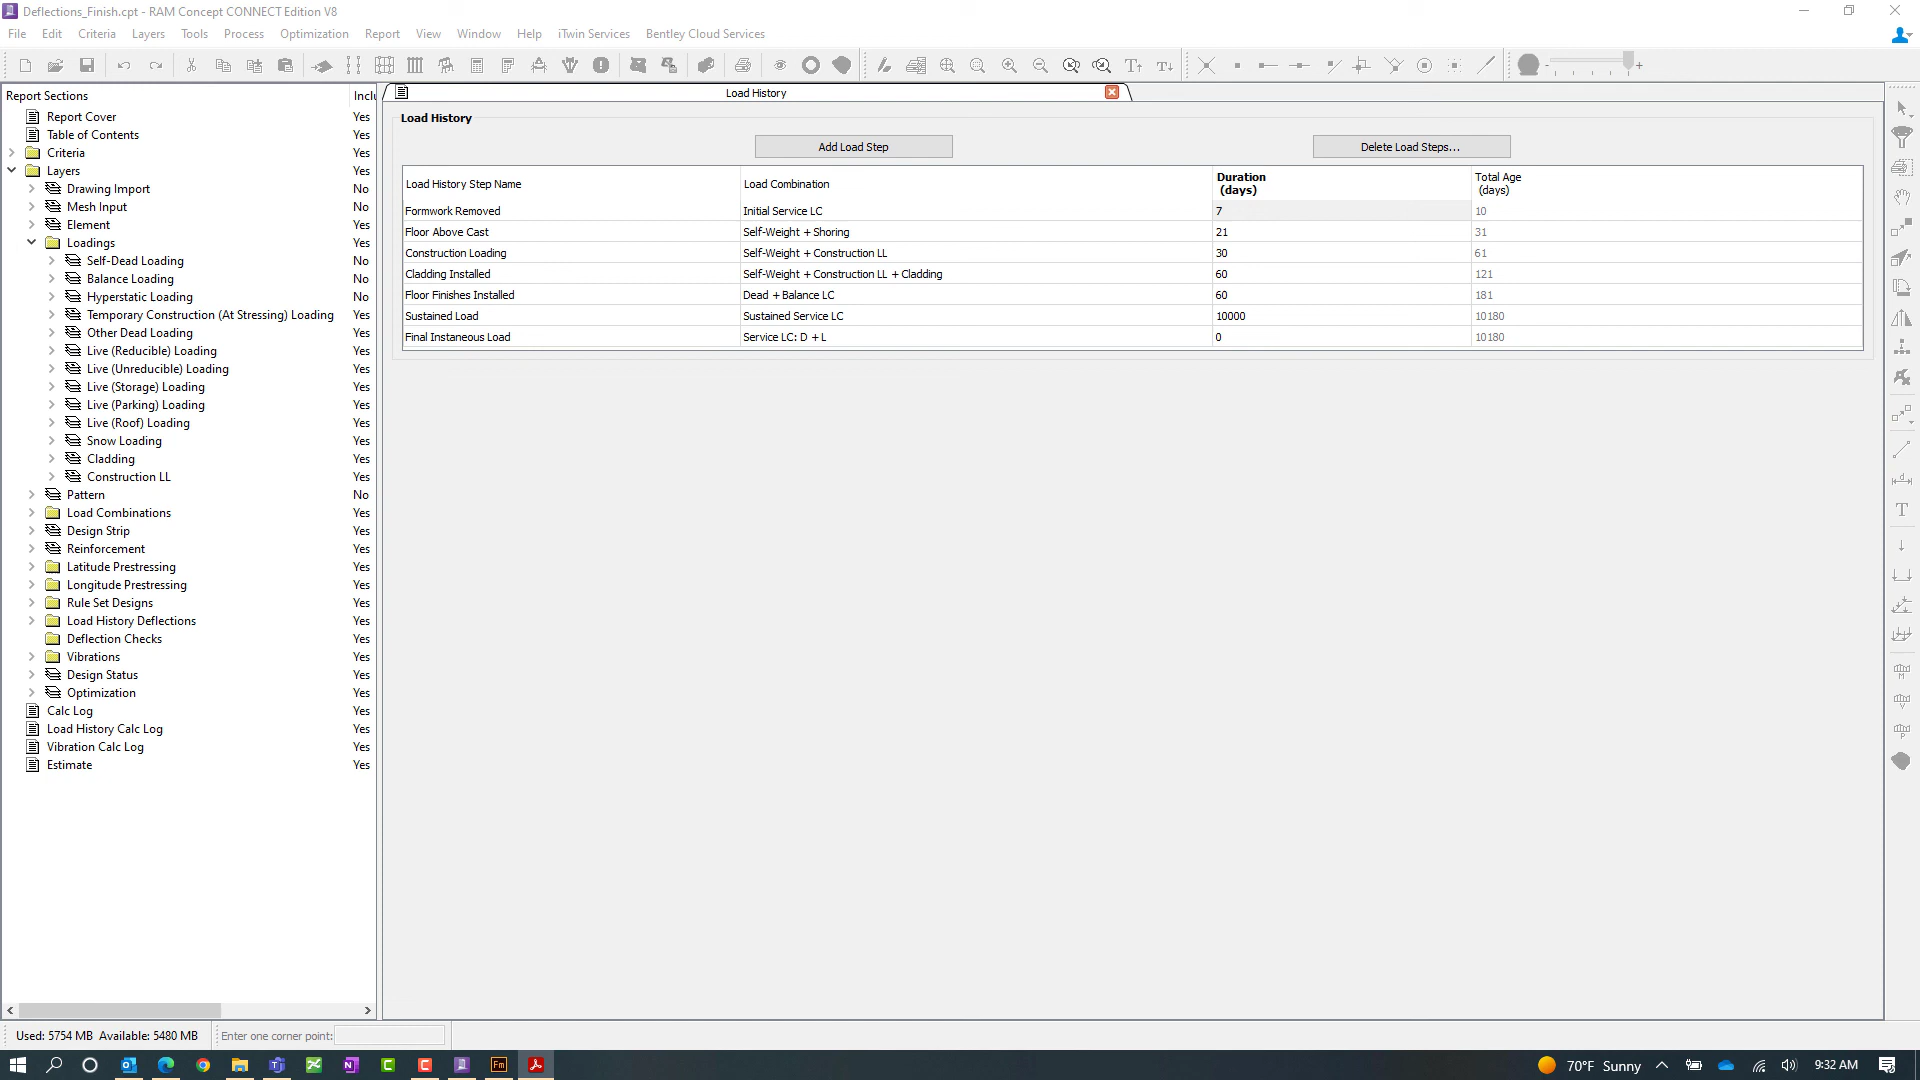 Deflections_Finish.cpt - RAM Concept CONNECT Edition V8
File Edit Criteria Layers Tools Process Optimization Report View Window Help iTwin Services Bentley Cloud Services
Report Sections Inclu
Report Cover Yes
Table of Contents Yes
Criteria Yes
Layers Yes
Drawing Import No
Mesh Input No
Element Yes
Loadings Yes
Self-Dead Loading No
Balance Loading No
Hyperstatic Loading No
Temporary Construction (At Stressing) Loading Yes
Other Dead Loading Yes
Live (Reducible) Loading Yes
Live (Unreducible) Loading Yes
Live (Storage) Loading Yes
Live (Parking) Loading Yes
Live (Roof) Loading Yes
Snow Loading Yes
Cladding Yes
Construction LL Yes
Pattern No
Load Combinations Yes
Design Strip Yes
Reinforcement Yes
Latitude Prestressing Yes
Longitude Prestressing Yes
Rule Set Designs Yes
Load History Deflections Yes
Deflection Checks Yes
Vibrations Yes
Design Status Yes
Optimization Yes
Calc Log Yes
Load History Calc Log Yes
Vibration Calc Log Yes
Estimate Yes
Load History
Load History
Add Load Step Delete Load Steps...
Load History Step Name Load Combination Duration (days) Total Age (days)
Formwork Removed Initial Service LC 7 10
Floor Above Cast Self-Weight + Shoring 21 31
Construction Loading Self-Weight + Construction LL 30 61
Cladding Installed Self-Weight + Construction LL + Cladding 60 121
Floor Finishes Installed Dead + Balance LC 60 181
Sustained Load Sustained Service LC 10000 10180
Final Instaneous Load Service LC: D + L 0 10180
Used: 5754 MB Available: 5480 MB Enter one corner point:
70°F Sunny 9:32 AM